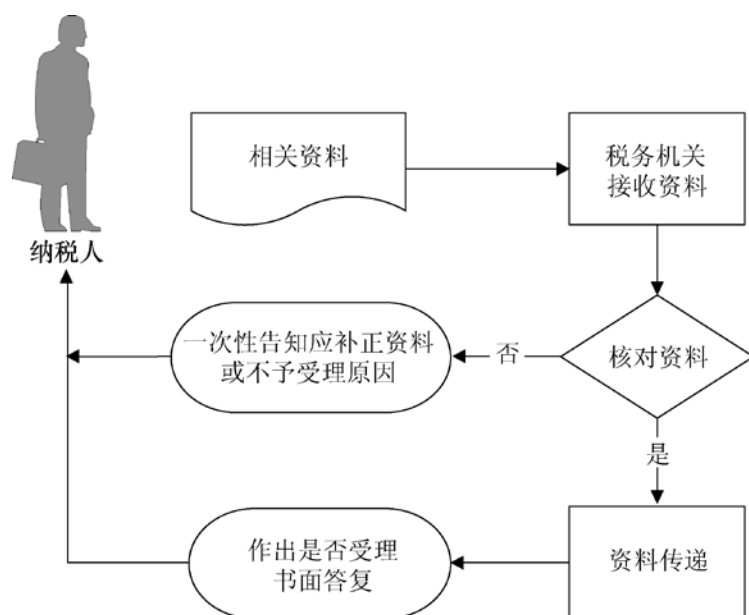 相关资料
税务机关
接收资料
纳税人
一次性告知应补正资料
或不予受理原因
否
核对资料
是
作出是否受理
书面答复
资料传递